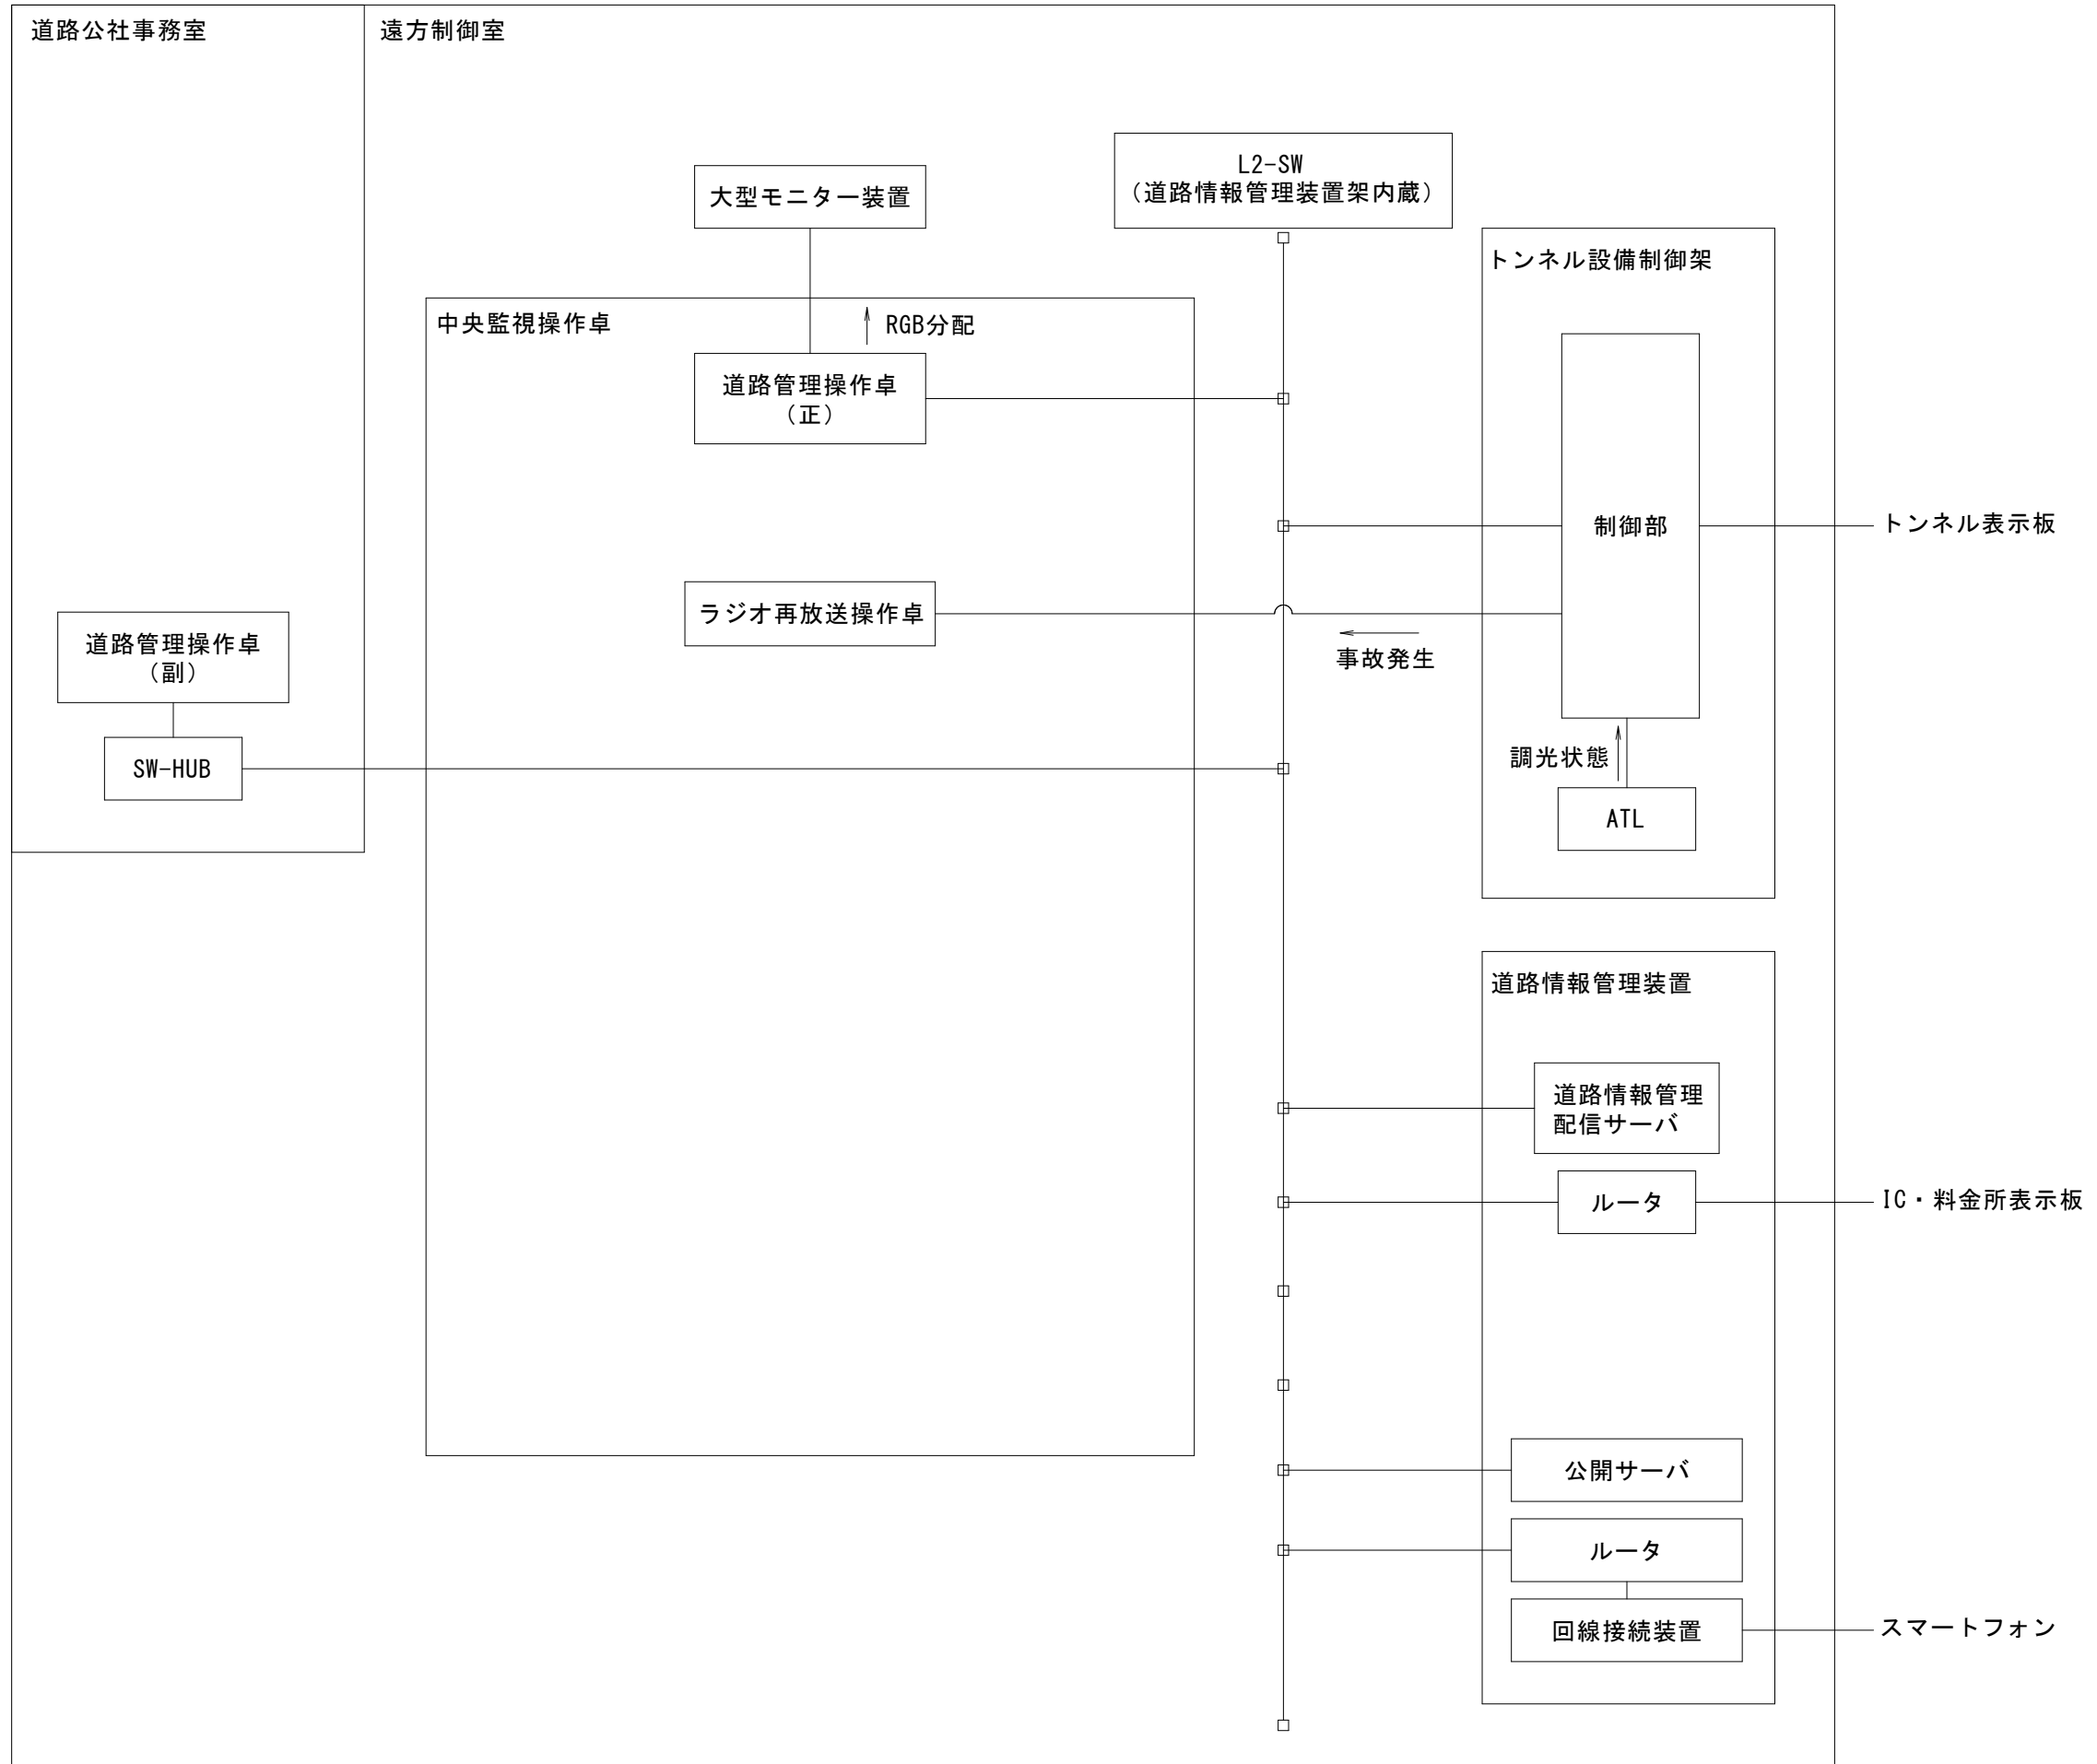 道路公社事務室
遠方制御室
L2-SW
（道路情報管理装置架内蔵）
大型モニター装置
トンネル設備制御架
中央監視操作卓
RGB分配
道路管理操作卓
（正）
制御部
トンネル表示板
ラジオ再放送操作卓
事故発生
道路管理操作卓
（副）
SW-HUB
調光状態
ATL
道路情報管理装置
道路情報管理
配信サーバ
ルータ
IC・料金所表示板
公開サーバ
ルータ
回線接続装置
スマートフォン